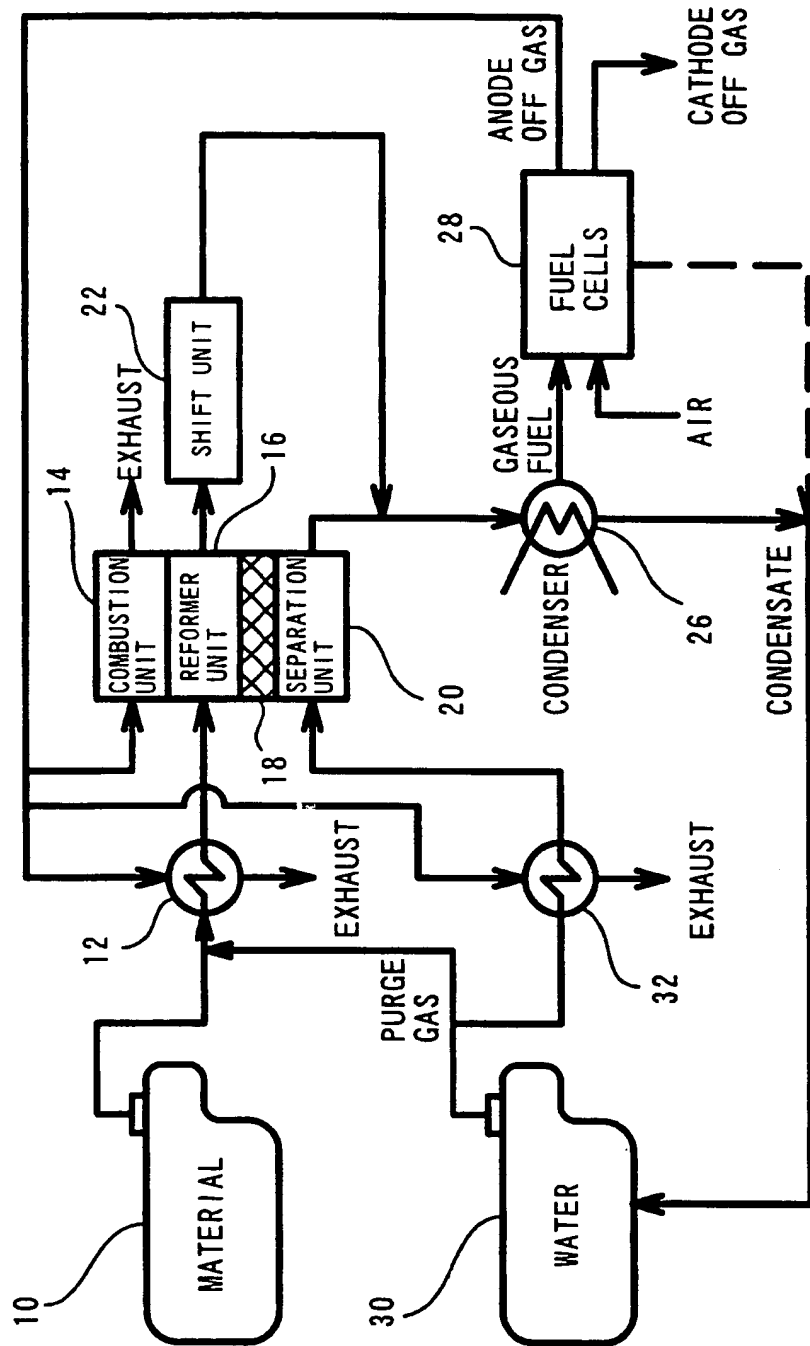 10
MATERIAL
12
EXHAUST
14
COMBUSTION
UNIT
EXHAUST
REFORMER
UNIT
16
18
SEPARATION
UNIT
20
22
SHIFT UNIT
ANODE
OFF GAS
28
FUEL
CELLS
CATHODE
OFF GAS
GASEOUS
FUEL
AIR
CONDENSER
26
CONDENSATE
PURGE
GAS
30
WATER
32
EXHAUST